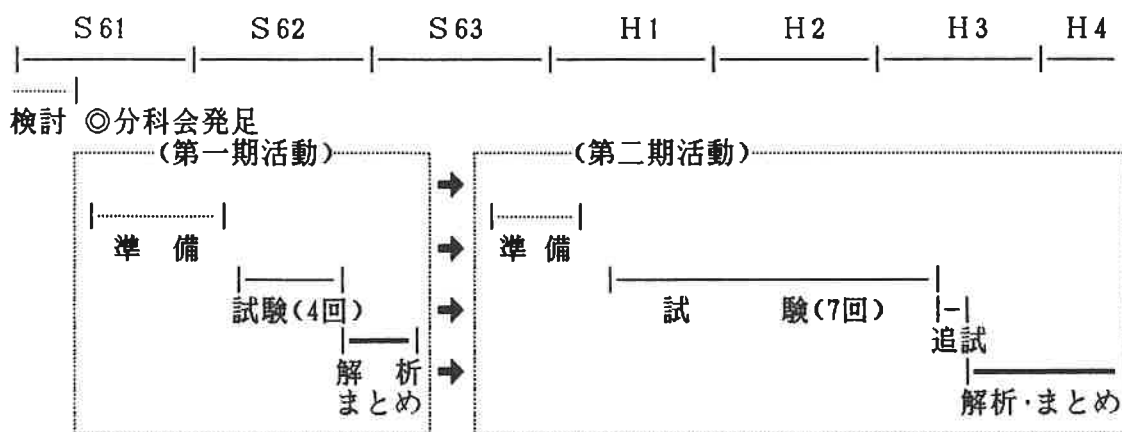 S61 S62 S63 H1 H2 H3 H4
検討 ◎分科会発足
(第一期活動) (第二期活動)
準 備 準 備
試験(4回) 試 験(7回)
追試
解 析
まとめ
解析・まとめ